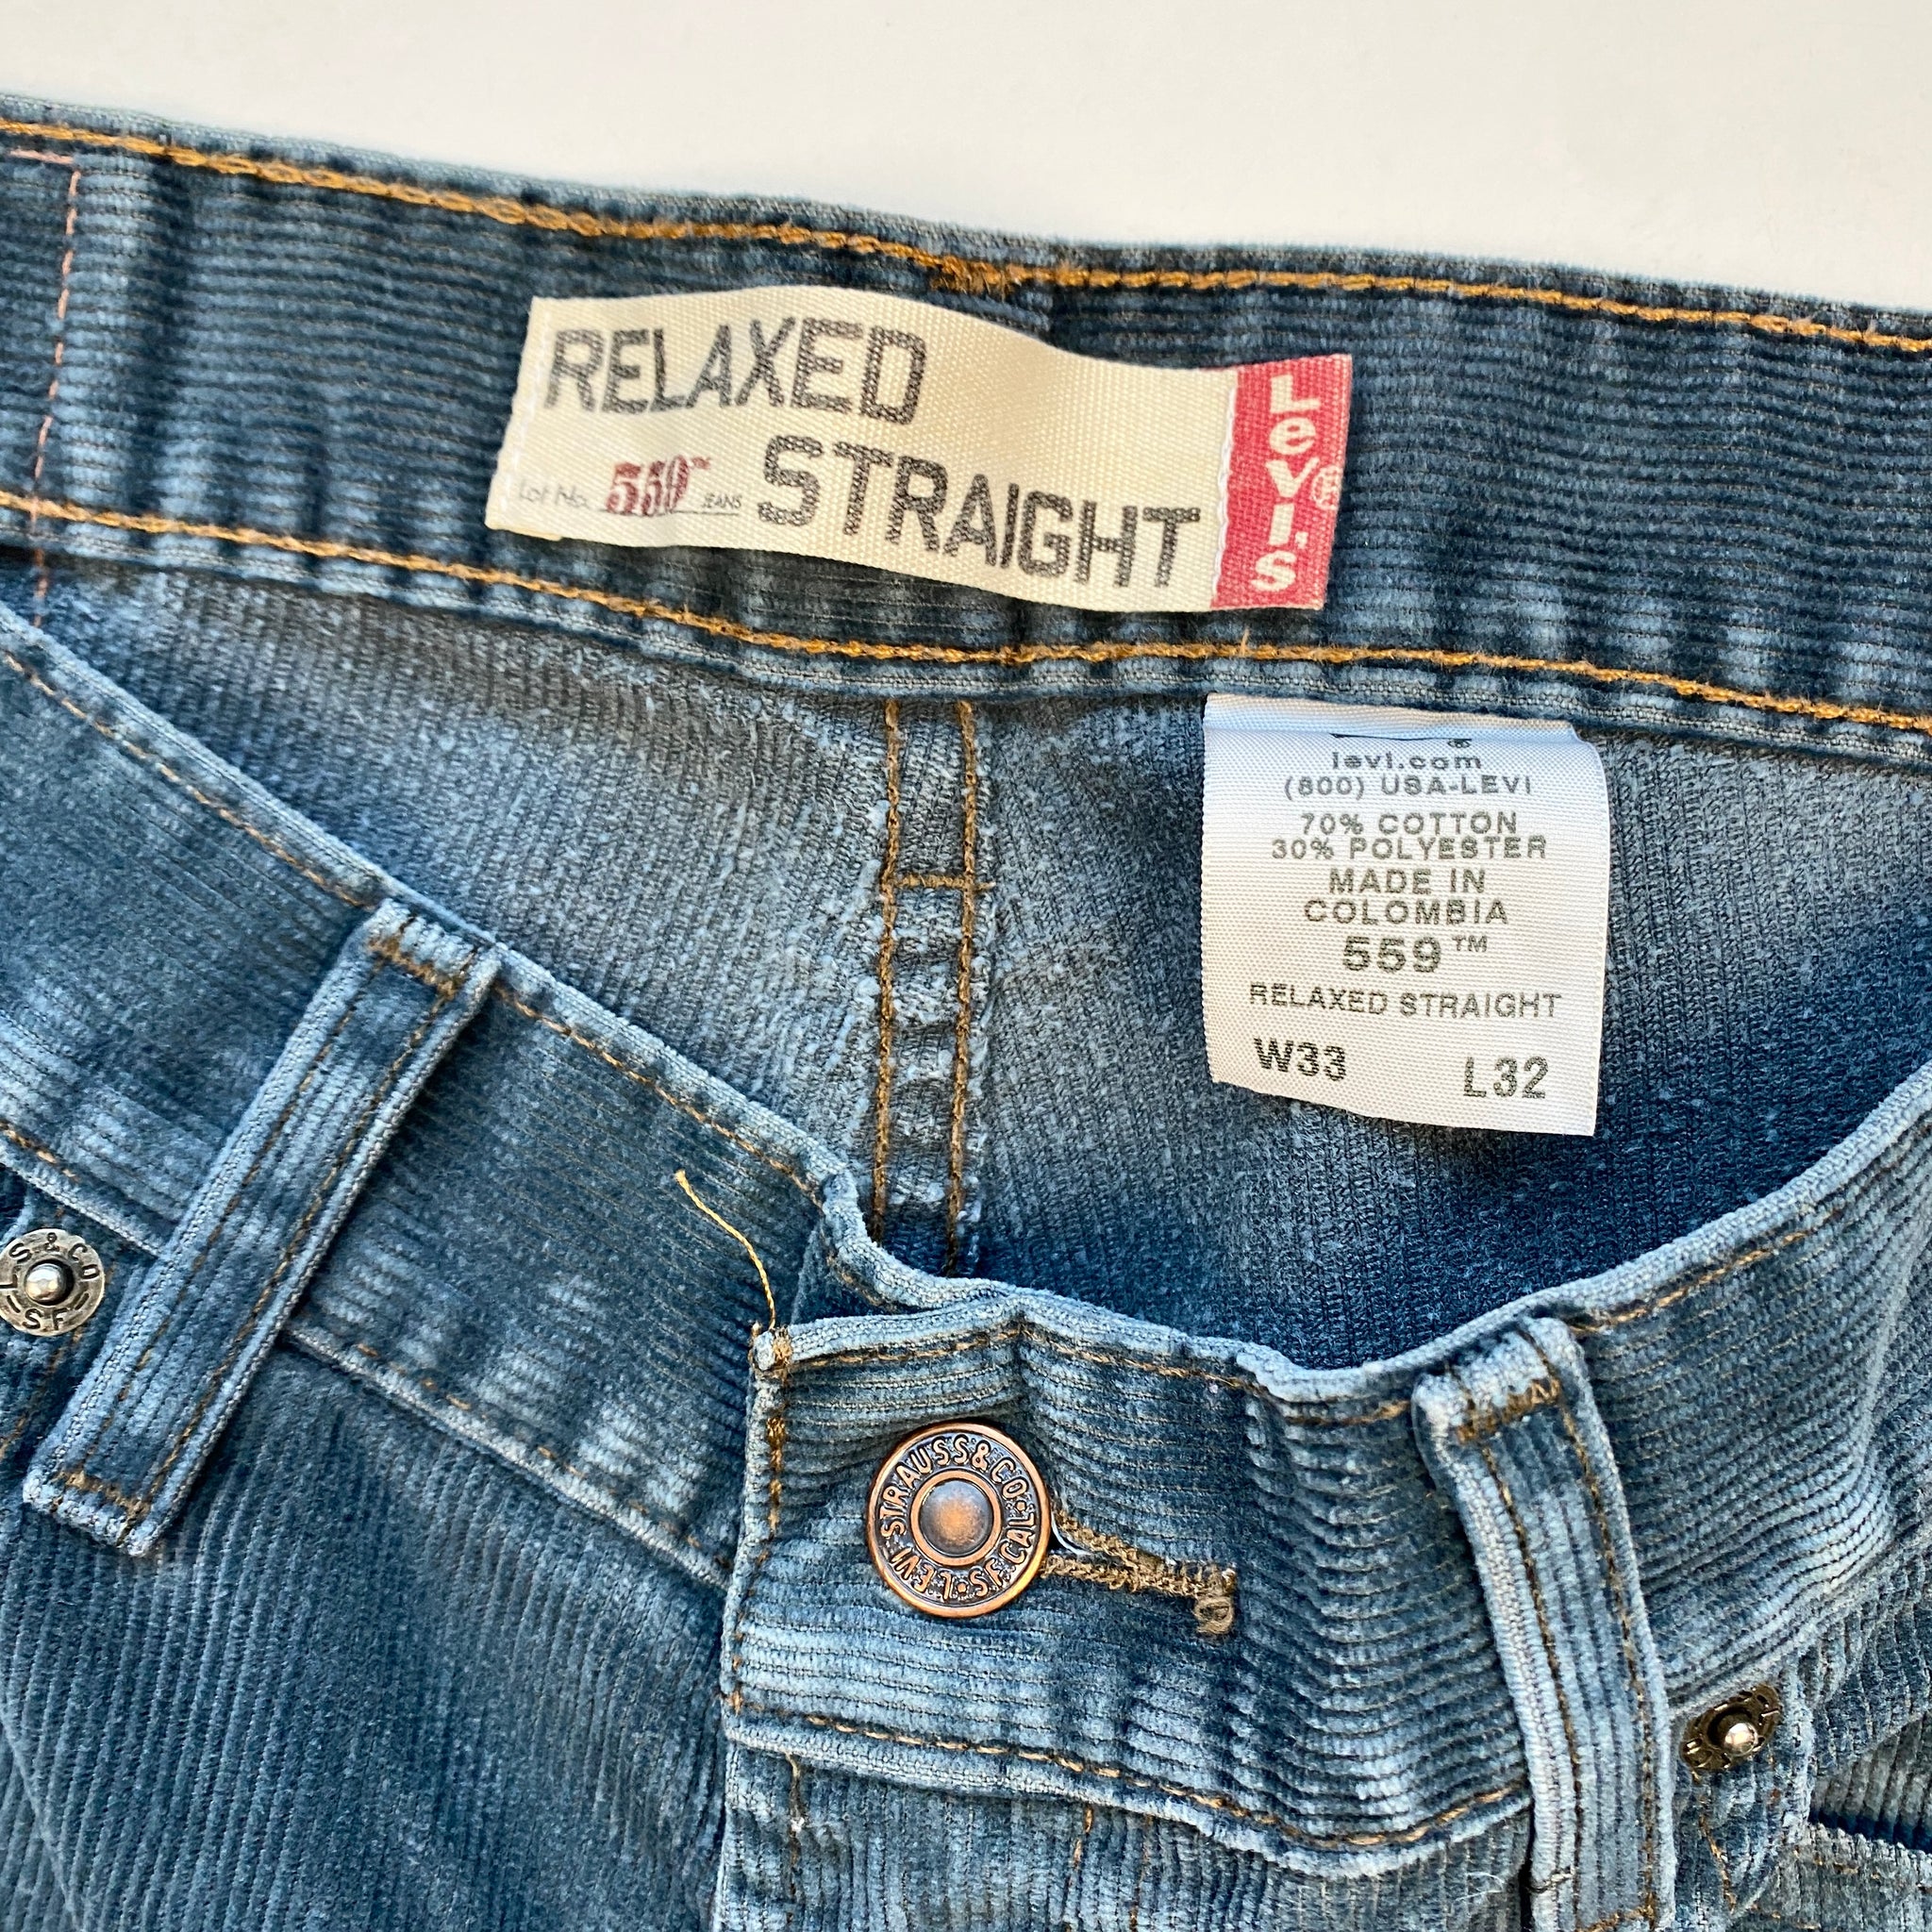 RELAXED
Lot No. 559™ JEANS STRAIGHT
Levi's®
levi.com
(800) USA-LEVI
70% COTTON
30% POLYESTER
MADE IN
COLOMBIA
559™
RELAXED STRAIGHT
W33 L32
L S & CO
-S.F-
LEVI STRAUSS & CO. S.F. CAL.